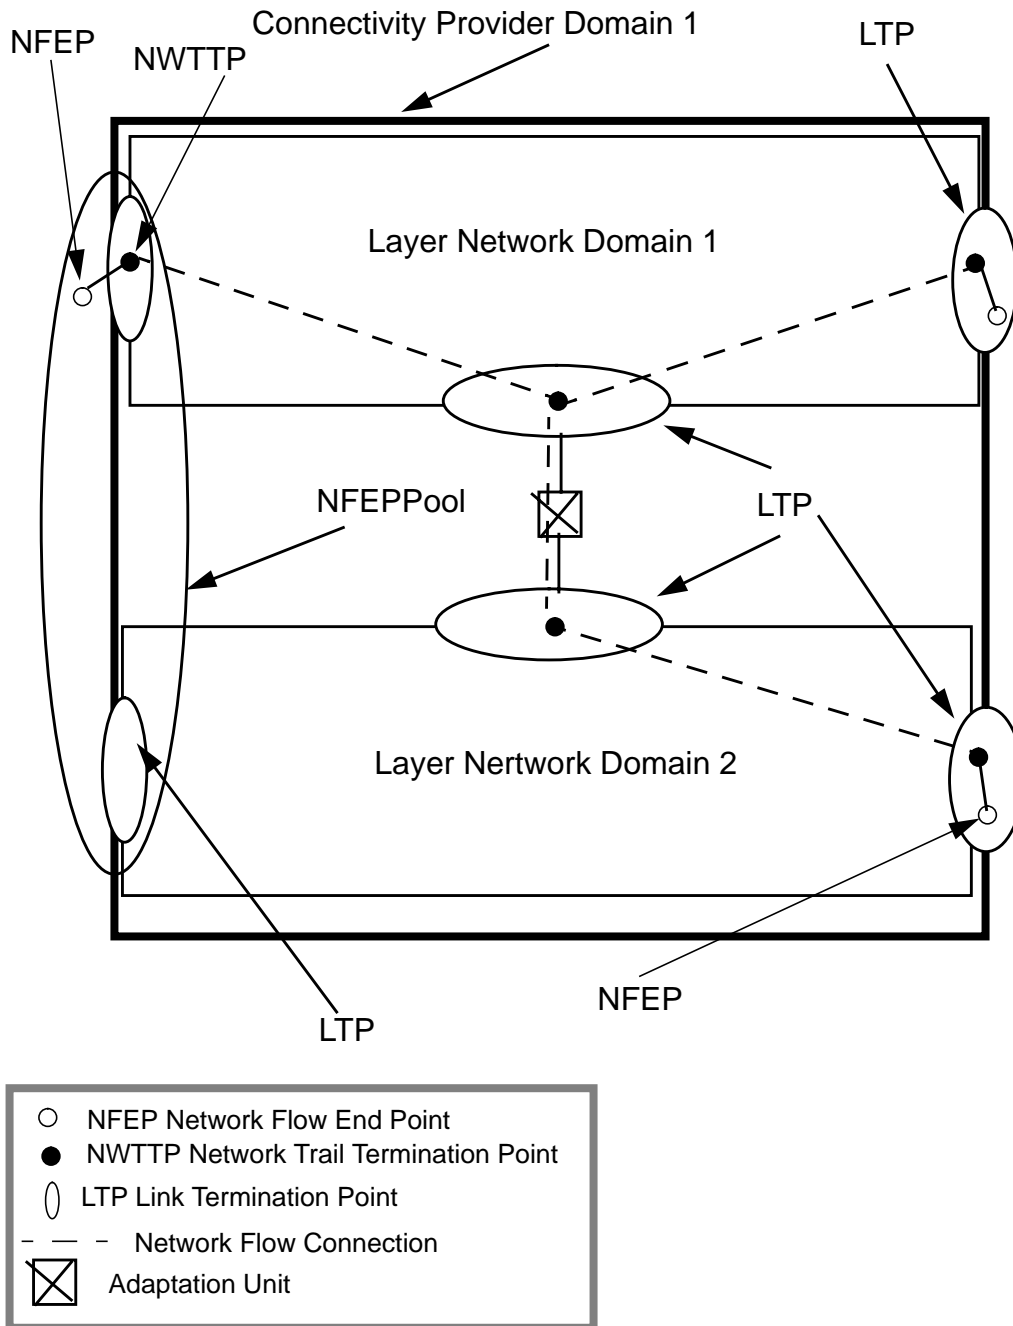 Connectivity Provider Domain 1
NFEP
LTP
NWTTP
Layer Network Domain 1
NFEPPool
LTP
Layer Nertwork Domain 2
NFEP
LTP
NFEP Network Flow End Point
NWTTP Network Trail Termination Point
LTP Link Termination Point
Network Flow Connection
Adaptation Unit